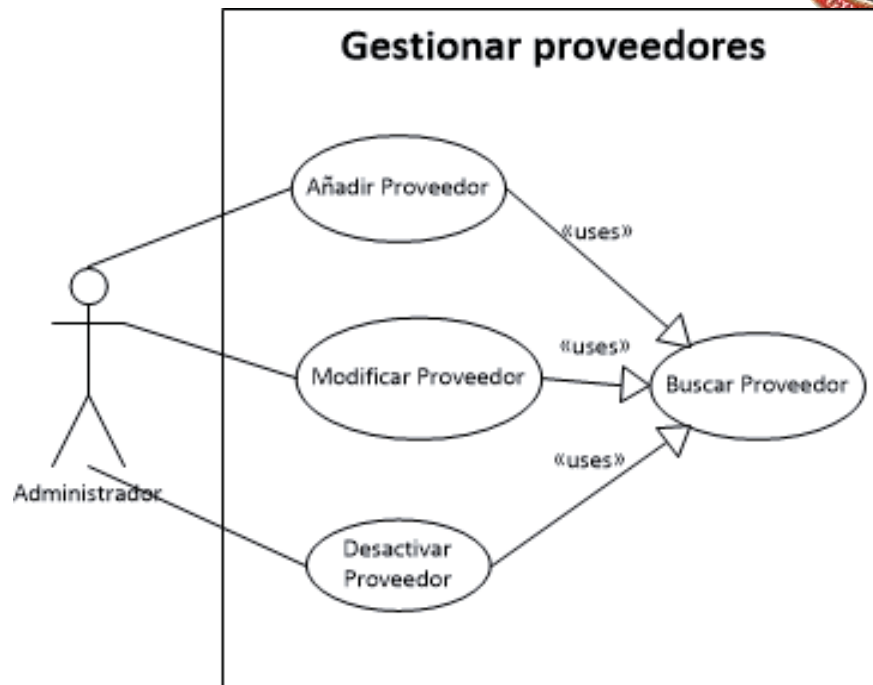 Gestionar proveedores
Añadir Proveedor
«uses»
«uses»
Modificar Proveedor
Buscar Proveedor
«uses»
Administrador
Desactivar
Proveedor